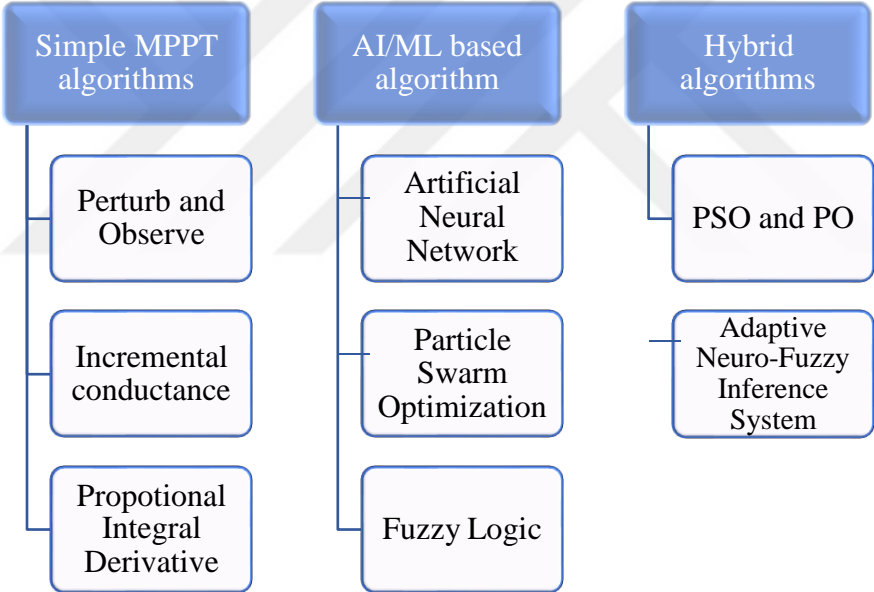 Simple MPPT
algorithms
Perturb and
Observe
Incremental
conductance
Propotional
Integral
Derivative
AI/ML based
algorithm
Artificial
Neural
Network
Particle
Swarm
Optimization
Fuzzy Logic
Hybrid
algorithms
PSO and PO
Adaptive
Neuro-Fuzzy
Inference
System